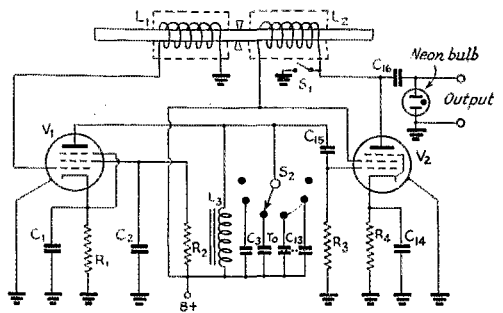 L1
L2
S1
C16
Neon bulb
Output
V1
C15
V2
S2
L3
C1
R1
C2
R2
C3
To
C13
R3
R4
C14
B+